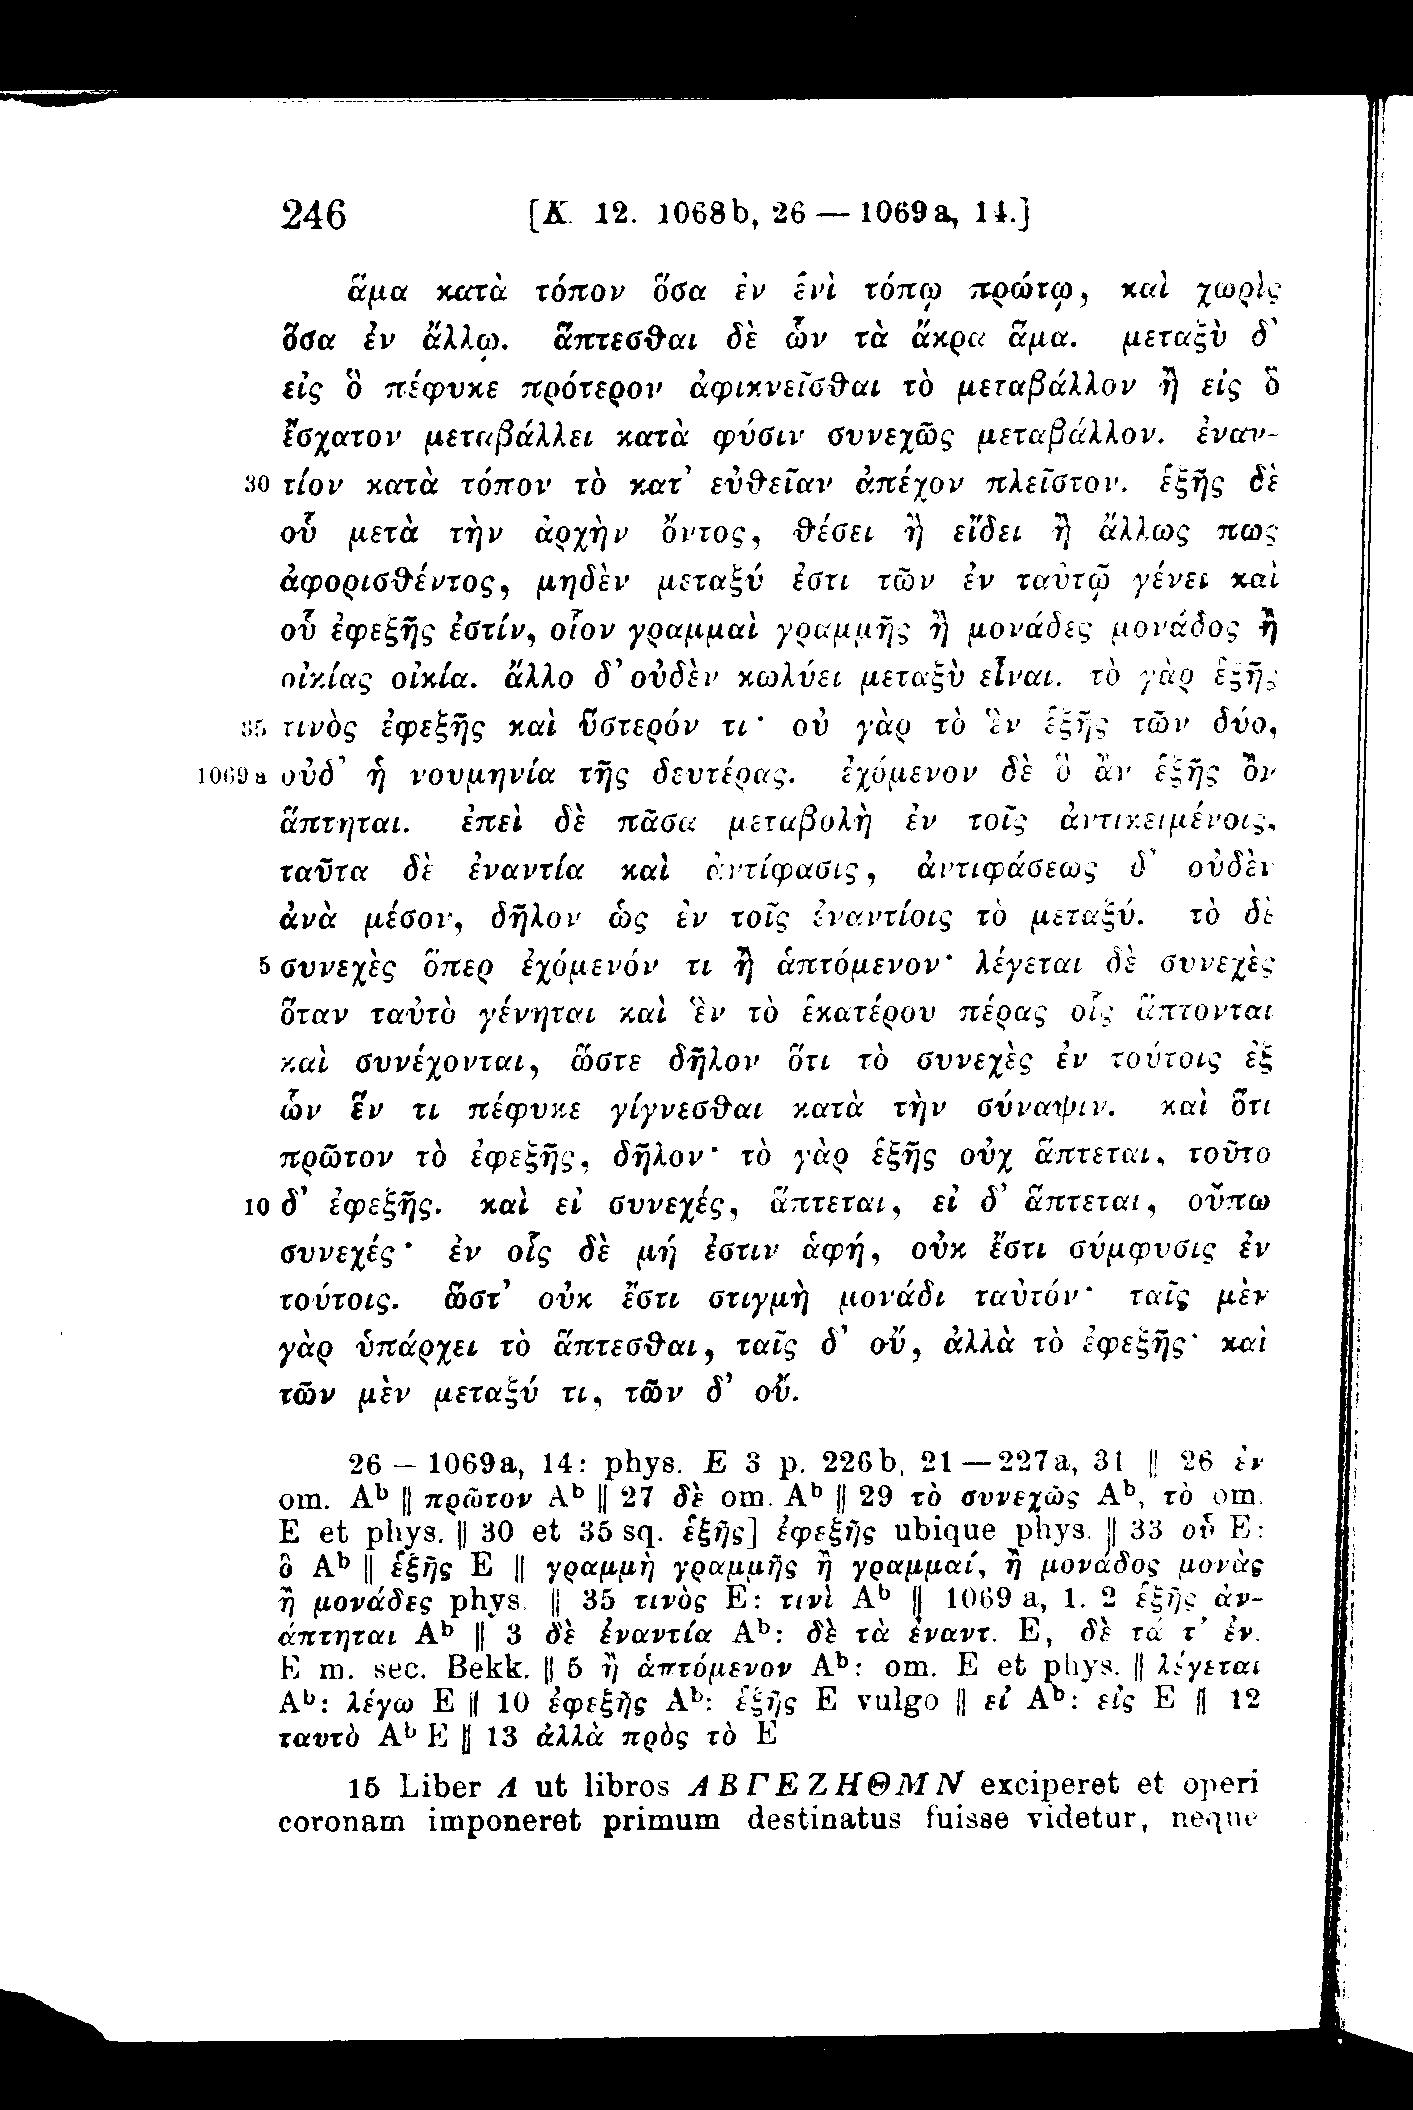 246 [K. 12. 1068b, 26 — 1069a, 14.]
ἅμα κατὰ τόπον ὅσα ἐν ἑνὶ τόπῳ πρώτῳ, καὶ χωρὶς
ὅσα ἐν ἄλλῳ. ἅπτεσθαι δὲ ὧν τὰ ἄκρα ἅμα. μεταξὺ δ᾽
εἰς ὃ πέφυκε πρότερον ἀφικνεῖσθαι τὸ μεταβάλλον ἢ εἰς ὃ
ἔσχατον μεταβάλλει κατὰ φύσιν συνεχῶς μεταβάλλον. ἐναν-
30 τίον κατὰ τόπον τὸ κατ᾽ εὐθεῖαν ἀπέχον πλεῖστον. ἑξῆς δὲ
οὗ μετὰ τὴν ἀρχὴν ὄντος, θέσει ἢ εἴδει ἢ ἄλλως πως
ἀφορισθέντος, μηδὲν μεταξύ ἐστι τῶν ἐν ταὐτῷ γένει καὶ
οὗ ἐφεξῆς ἐστίν, οἷον γραμμαὶ γραμμῆς ἢ μονάδες μονάδος ἢ
οἰκίας οἰκία. ἄλλο δ᾽ οὐδὲν κωλύει μεταξὺ εἶναι. τὸ γὰρ ἑξῆς
35 τινὸς ἐφεξῆς καὶ ὕστερόν τι· οὐ γὰρ τὸ ἓν ἑξῆς τῶν δύο,
1069a οὐδ᾽ ἡ νουμηνία τῆς δευτέρας. ἐχόμενον δὲ ὃ ἂν ἑξῆς ὂν
ἅπτηται. ἐπεὶ δὲ πᾶσα μεταβολὴ ἐν τοῖς ἀντικειμένοις,
ταῦτα δὲ ἐναντία καὶ ἀντίφασις, ἀντιφάσεως δ᾽ οὐδὲν
ἀνὰ μέσον, δῆλον ὡς ἐν τοῖς ἐναντίοις τὸ μεταξύ. τὸ δὲ
5 συνεχὲς ὅπερ ἐχόμενόν τι ἢ ἁπτόμενον· λέγεται δὲ συνεχὲς
ὅταν ταὐτὸ γένηται καὶ ἓν τὸ ἑκατέρου πέρας οἷς ἅπτονται
καὶ συνέχονται, ὥστε δῆλον ὅτι τὸ συνεχὲς ἐν τούτοις ἐξ
ὧν ἕν τι πέφυκε γίγνεσθαι κατὰ τὴν σύναψιν. καὶ ὅτι
πρῶτον τὸ ἐφεξῆς, δῆλον· τὸ γὰρ ἑξῆς οὐχ ἅπτεται, τοῦτο
10 δ᾽ ἐφεξῆς. καὶ εἰ συνεχές, ἅπτεται, εἰ δ᾽ ἅπτεται, οὔπω
συνεχές· ἐν οἷς δὲ μή ἐστιν ἁφή, οὐκ ἔστι σύμφυσις ἐν
τούτοις. ὥστ᾽ οὐκ ἔστι στιγμὴ μονάδι ταὐτόν· ταῖς μὲν
γὰρ ὑπάρχει τὸ ἅπτεσθαι, ταῖς δ᾽ οὔ, ἀλλὰ τὸ ἐφεξῆς· καὶ
τῶν μὲν μεταξύ τι, τῶν δ᾽ οὔ.
26 — 1069a, 14: phys. E 3 p. 226b, 21 — 227a, 31 || 26 ἐν
om. Aᵇ || πρῶτον Aᵇ || 27 δὲ om. Aᵇ || 29 τὸ συνεχῶς Aᵇ, τὸ om.
E et phys. || 30 et 35 sq. ἑξῆς] ἐφεξῆς ubique phys. || 33 οὗ E:
ὃ Aᵇ || ἑξῆς E || γραμμὴ γραμμῆς ἢ γραμμαί, ἢ μονάδος μονὰς
ἢ μονάδες phys. || 35 τινὸς E: τινὶ Aᵇ || 1069 a, 1. 2 ἑξῆς ἀν-
άπτηται Aᵇ || 3 δὲ ἐναντία Aᵇ: δὲ τὰ ἐναντ. E, δὲ τά τ᾽ ἐν.
E m. sec. Bekk. || 5 ἢ ἁπτόμενον Aᵇ: om. E et phys. || λέγεται
Aᵇ: λέγω E || 10 ἐφεξῆς Aᵇ: ἑξῆς E vulgo || εἰ Aᵇ: εἰς E || 12
ταυτὸ Aᵇ E || 13 ἀλλὰ πρὸς τὸ E
15 Liber Λ ut libros ΑΒΓΕΖΗΘΜΝ exciperet et operi
coronam imponeret primum destinatus fuisse videtur, neque